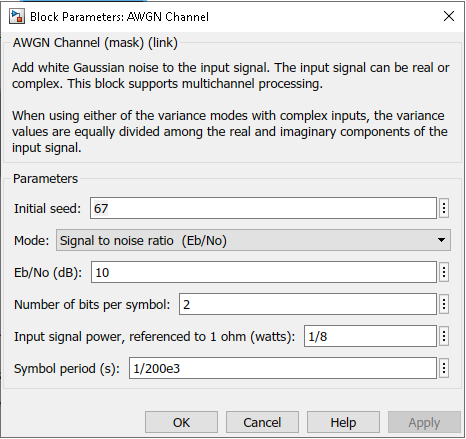 Block Parameters: AWGN Channel
AWGN Channel (mask) (link)
Add white Gaussian noise to the input signal. The input signal can be real or
complex. This block supports multichannel processing.
When using either of the variance modes with complex inputs, the variance
values are equally divided among the real and imaginary components of the
input signal.
Parameters
Initial seed: 67
Mode: Signal to noise ratio (Eb/No)
Eb/No (dB): 10
Number of bits per symbol: 2
Input signal power, referenced to 1 ohm (watts): 1/8
Symbol period (s): 1/200e3
OK Cancel Help Apply